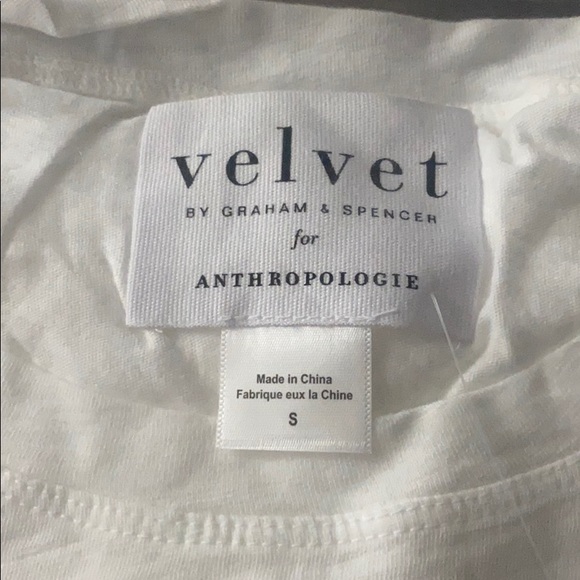 velvet
BY GRAHAM & SPENCER
for
ANTHROPOLOGIE
Made in China
Fabrique eux la Chine
S